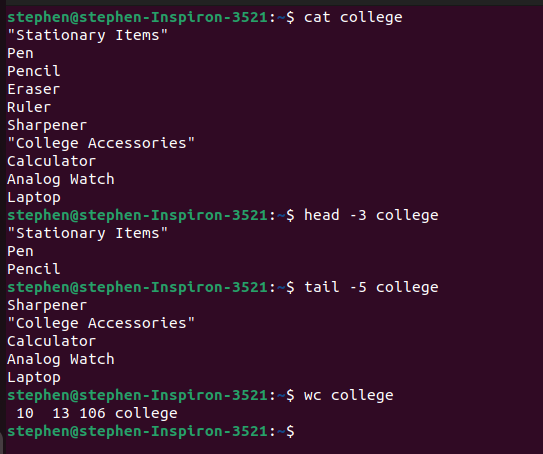 stephen@stephen-Inspiron-3521:~$ cat college
"Stationary Items"
Pen
Pencil
Eraser
Ruler
Sharpener
"College Accessories"
Calculator
Analog Watch
Laptop
stephen@stephen-Inspiron-3521:~$ head -3 college
"Stationary Items"
Pen
Pencil
stephen@stephen-Inspiron-3521:~$ tail -5 college
Sharpener
"College Accessories"
Calculator
Analog Watch
Laptop
stephen@stephen-Inspiron-3521:~$ wc college
 10  13 106 college
stephen@stephen-Inspiron-3521:~$